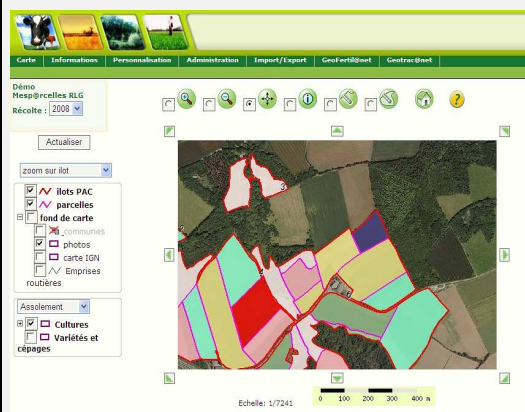 Carte Informations Personnalisation Administration Import/Export GeoFertil@net Geotrac@net
Démo
Mesp@rcelles RLG
Récolte : 2008
Actualiser
zoom sur ilot
ilots PAC
parcelles
fond de carte
communes
photos
carte IGN
Emprises
routières
Assolement
Cultures
Variétés et
cépages
3
Echelle: 1/7241
0 100 200 300 400 m